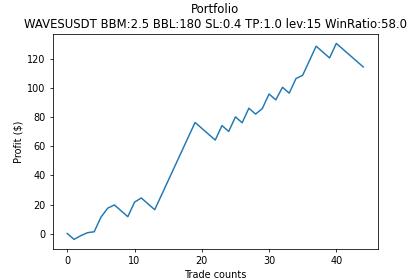 Portfolio
WAVESUSDT BBM:2.5 BBL:180 SL:0.4 TP:1.0 lev:15 WinRatio:58.0
120
100
80
60
40
20
0
Profit ($)
0 10 20 30 40
Trade counts